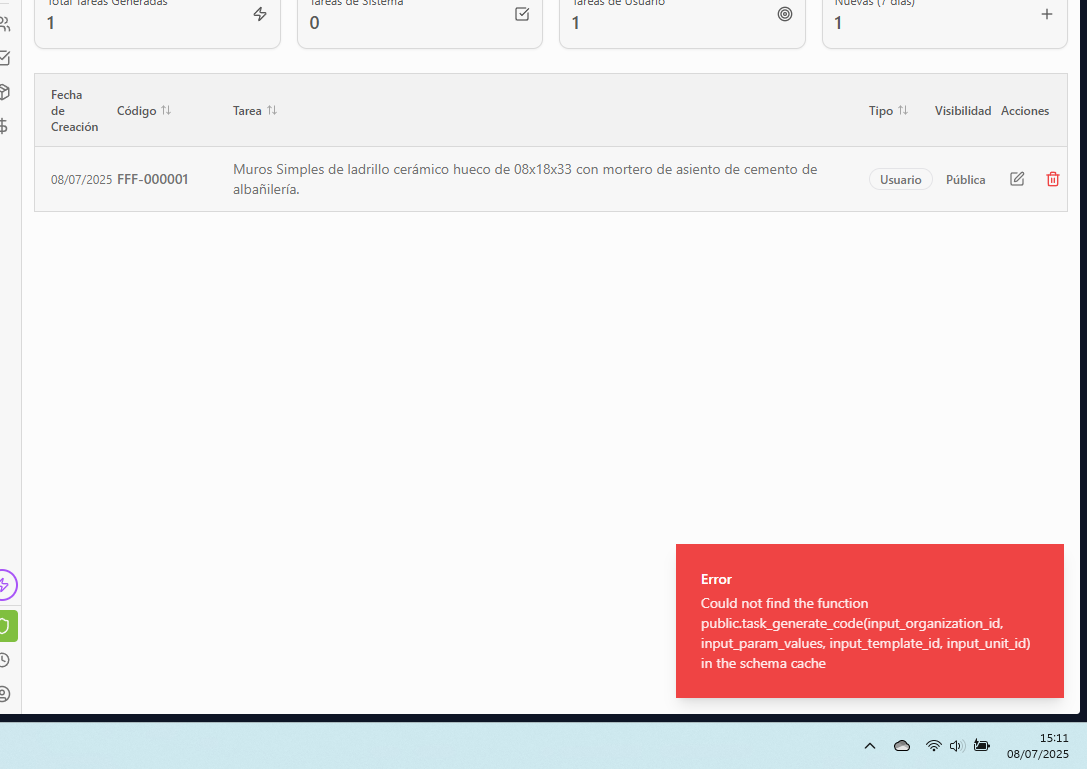 Total Tareas Generadas
1
Tareas de Sistema
0
Tareas de Usuario
1
Nuevas (7 días)
1
Fecha de Creación
Código
Tarea
Tipo
Visibilidad
Acciones
08/07/2025
FFF-000001
Muros Simples de ladrillo cerámico hueco de 08x18x33 con mortero de asiento de cemento de
albañilería.
Usuario
Pública
Error
Could not find the function
public.task_generate_code(input_organization_id,
input_param_values, input_template_id, input_unit_id)
in the schema cache
15:11
08/07/2025